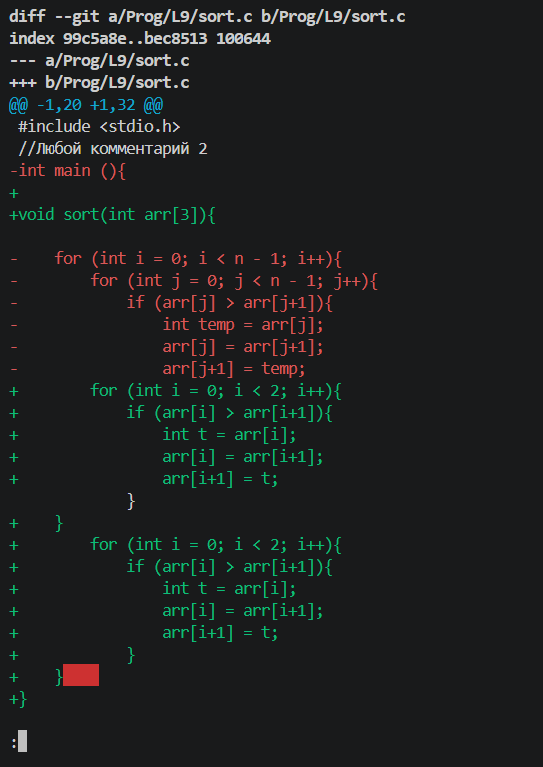 diff --git a/Prog/L9/sort.c b/Prog/L9/sort.c
index 99c5a8e..bec8513 100644
--- a/Prog/L9/sort.c
+++ b/Prog/L9/sort.c
@@ -1,20 +1,32 @@
 #include <stdio.h>
 //Любой комментарий 2
-int main (){
+
+void sort(int arr[3]){

-    for (int i = 0; i < n - 1; i++){
-        for (int j = 0; j < n - 1; j++){
-            if (arr[j] > arr[j+1]){
-                int temp = arr[j];
-                arr[j] = arr[j+1];
-                arr[j+1] = temp;
+        for (int i = 0; i < 2; i++){
+            if (arr[i] > arr[i+1]){
+                int t = arr[i];
+                arr[i] = arr[i+1];
+                arr[i+1] = t;
             }
+    }
+        for (int i = 0; i < 2; i++){
+            if (arr[i] > arr[i+1]){
+                int t = arr[i];
+                arr[i] = arr[i+1];
+                arr[i+1] = t;
+            }
+    }
+}

: